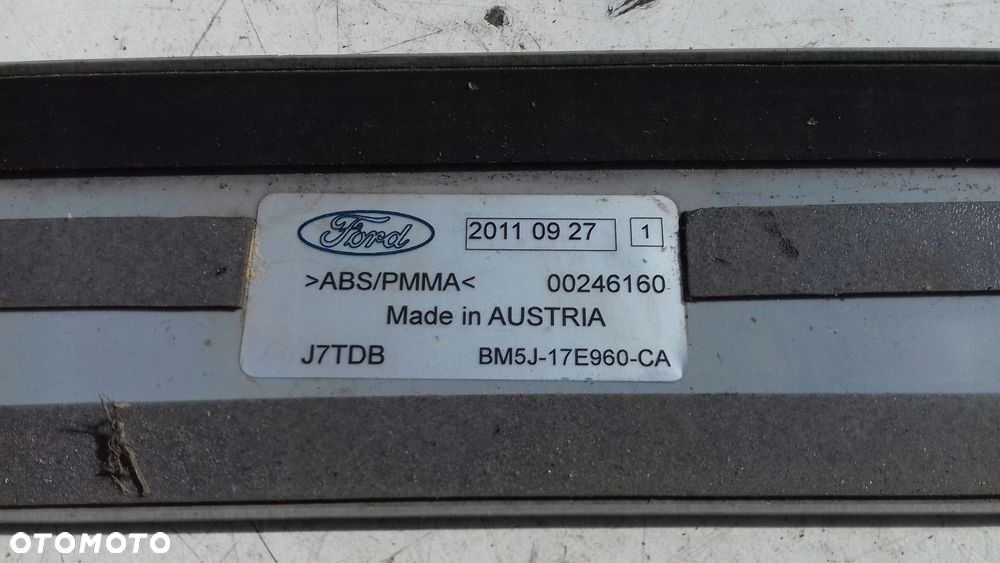 Ford 2011 09 27 1
>ABS/PMMA< 00246160
Made in AUSTRIA
J7TDB BM5J-17E960-CA
OTOMOTO